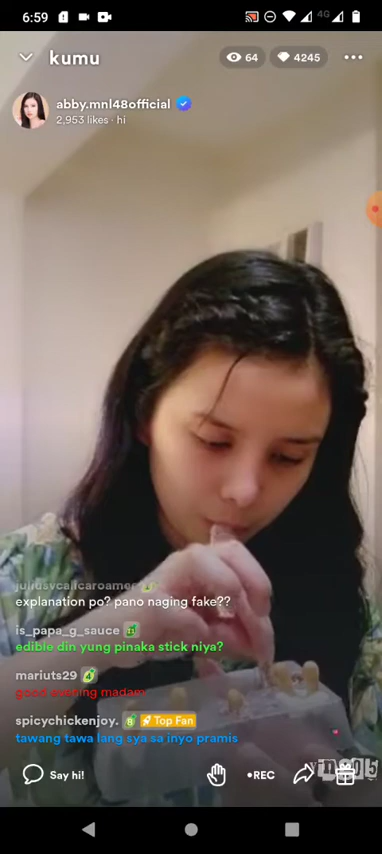 6:59
4G
kumu
64
4245
abby.mnl48official
2,953 likes · hi
explanation po? pano naging fake??
is_papa_g_sauce
edible din yung pinaka stick niya?
mariuts29 4
good evening madam
spicychickenjoy. 8 Top Fan
tawang tawa lang sya sa inyo pramis
Say hi!
•REC